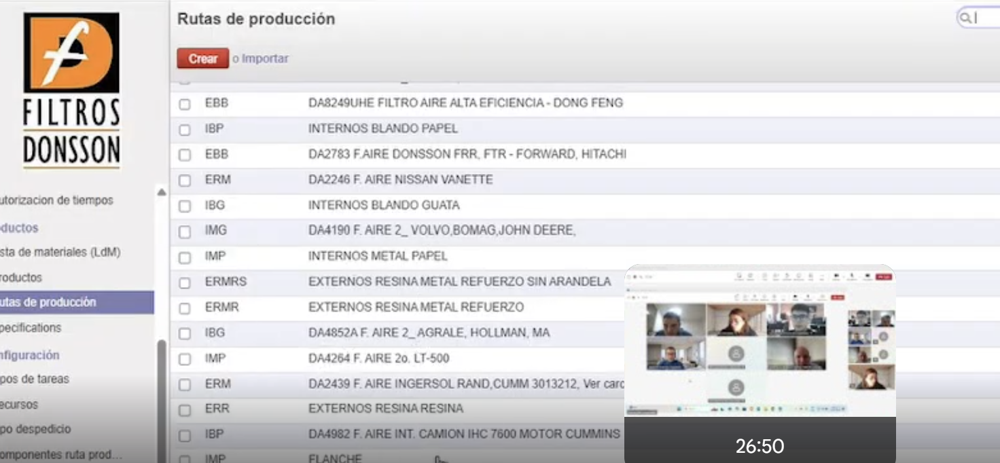 FILTROS
DONSSON
Rutas de producción
Crear o Importar
EBB DA8249UHE FILTRO AIRE ALTA EFICIENCIA - DONG FENG
IBP INTERNOS BLANDO PAPEL
EBB DA2783 F.AIRE DONSSON FRR, FTR - FORWARD, HITACHI
ERM DA2246 F. AIRE NISSAN VANETTE
IBG INTERNOS BLANDO GUATA
IMG DA4190 F. AIRE 2_ VOLVO,BOMAG,JOHN DEERE,
IMP INTERNOS METAL PAPEL
ERMRS EXTERNOS RESINA METAL REFUERZO SIN ARANDELA
ERMR EXTERNOS RESINA METAL REFUERZO
IBG DA4852A F. AIRE 2_ AGRALE, HOLLMAN, MA
IMP DA4264 F. AIRE 2o. LT-500
ERM DA2439 F. AIRE INGERSOL RAND,CUMM 3013212, Ver carc
ERR EXTERNOS RESINA RESINA
IBP DA4982 F. AIRE INT. CAMION IHC 7600 MOTOR CUMMINS
IMP FLANCHE
utorizacion de tiempos
oductos
sta de materiales (LdM)
roductos
utas de producción
pecifications
nfiguración
pos de tareas
ecursos
po despedicio
omponentes ruta prod...
26:50